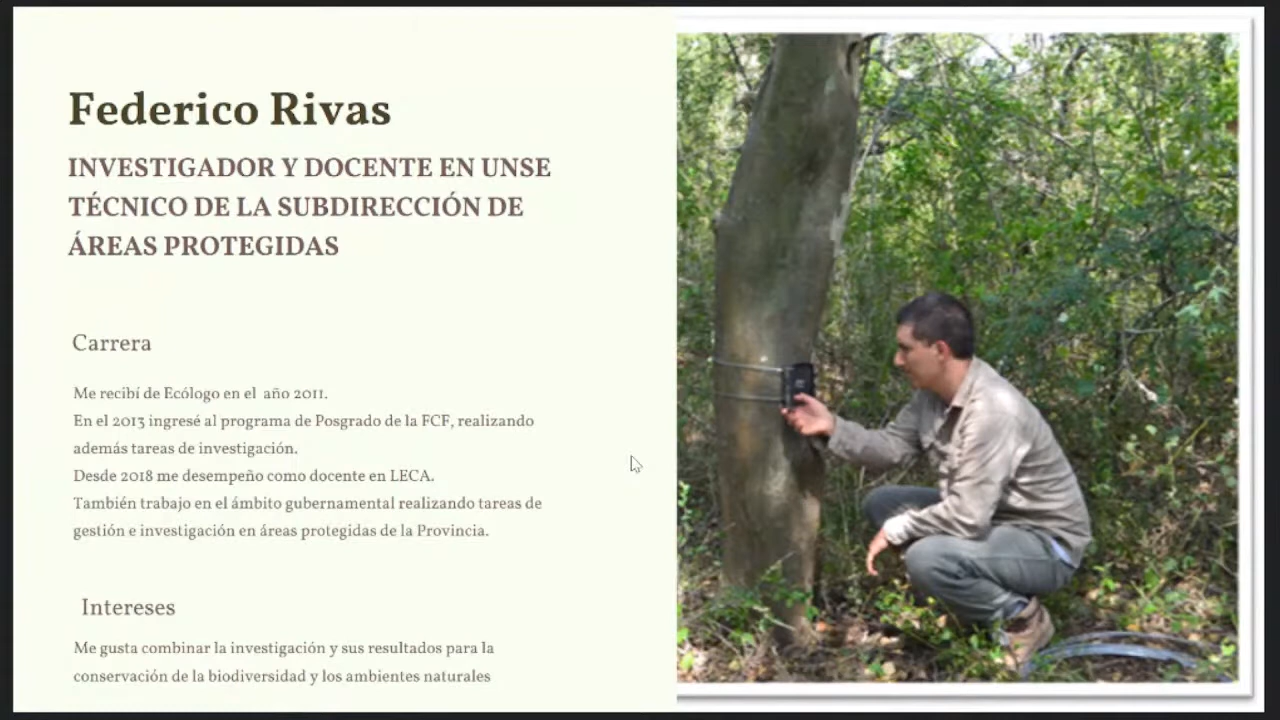 Federico Rivas
INVESTIGADOR Y DOCENTE EN UNSE
TÉCNICO DE LA SUBDIRECCIÓN DE
ÁREAS PROTEGIDAS
Carrera
Me recibí de Ecólogo en el año 2011.
En el 2013 ingresé al programa de Posgrado de la FCF, realizando
además tareas de investigación.
Desde 2018 me desempeño como docente en LECA.
También trabajo en el ámbito gubernamental realizando tareas de
gestión e investigación en áreas protegidas de la Provincia.
Intereses
Me gusta combinar la investigación y sus resultados para la
conservación de la biodiversidad y los ambientes naturales